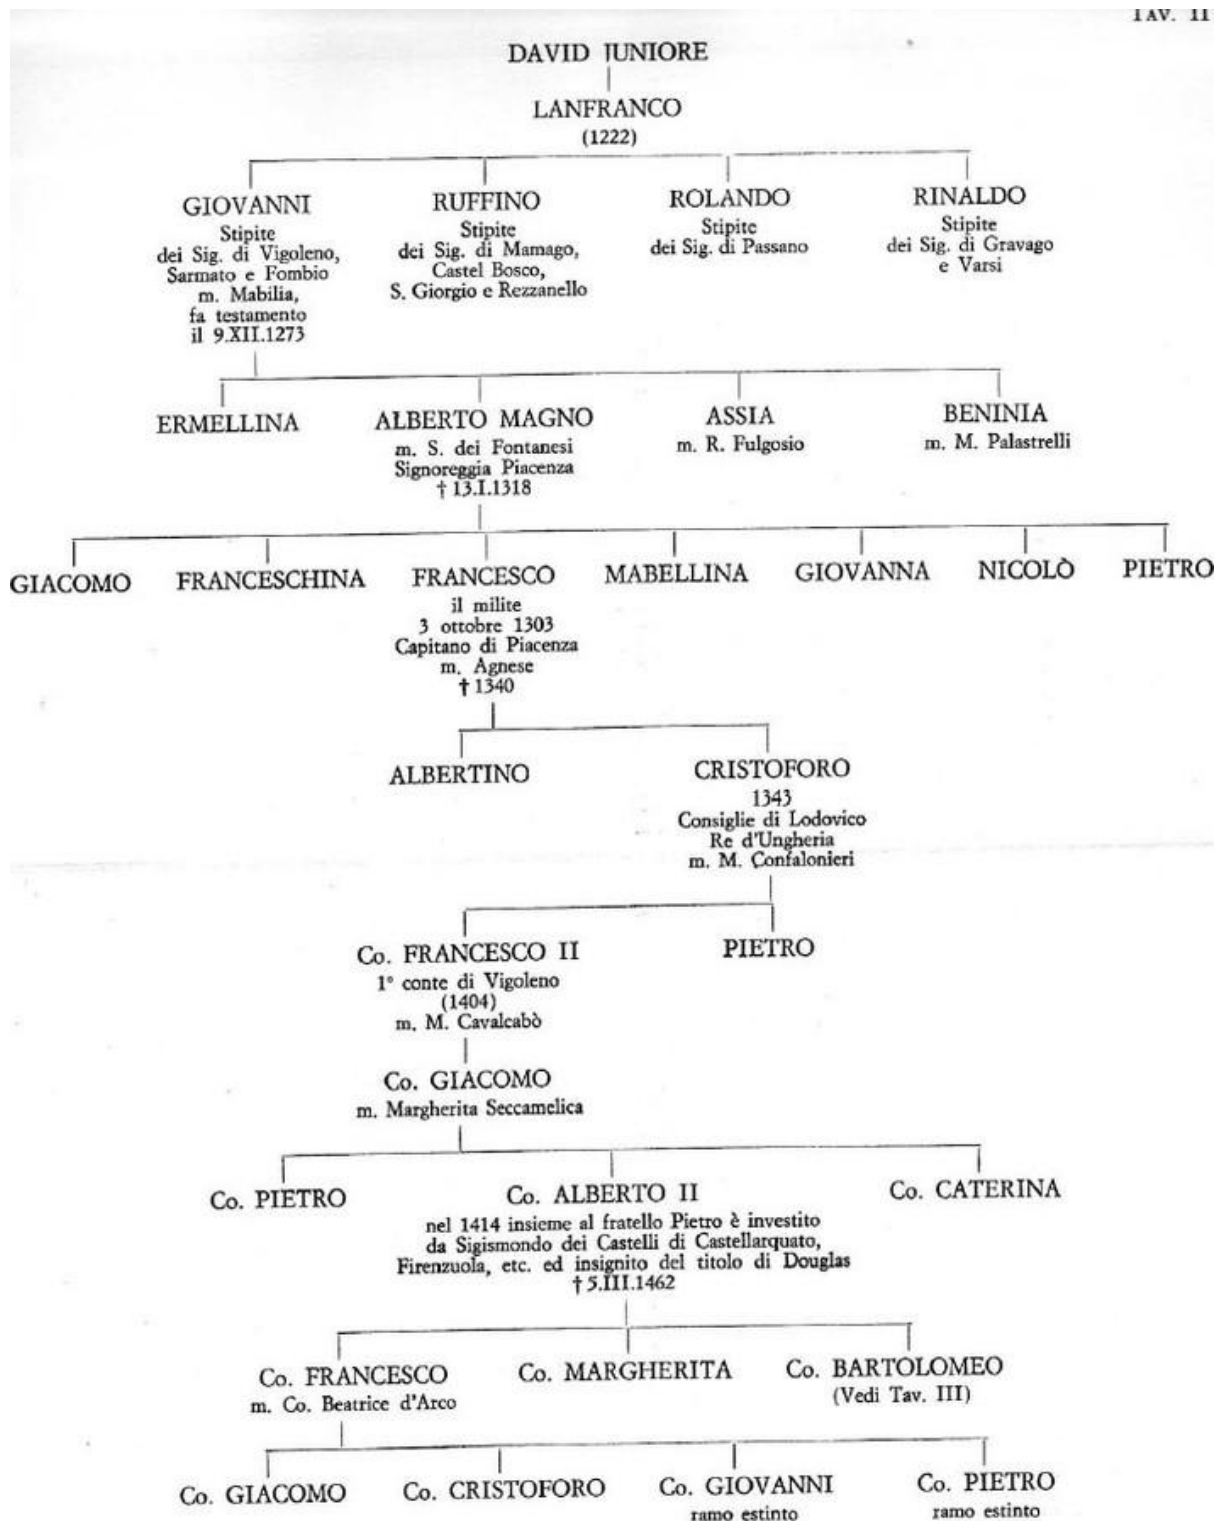 TAV. II
DAVID JUNIORE
LANFRANCO
(1222)
GIOVANNI
Stipite
dei Sig. di Vigoleno,
Sarmato e Fombio
m. Mabilia,
fa testamento
il 9.XII.1273
RUFFINO
Stipite
dei Sig. di Mamago,
Castel Bosco,
S. Giorgio e Rezzanello
ROLANDO
Stipite
dei Sig. di Passano
RINALDO
Stipite
dei Sig. di Gravago
e Varsi
ERMELLINA
ALBERTO MAGNO
m. S. dei Fontanesi
Signoreggia Piacenza
† 13.I.1318
ASSIA
m. R. Fulgosio
BENINIA
m. M. Palastrelli
GIACOMO
FRANCESCHINA
FRANCESCO
il milite
3 ottobre 1303
Capitano di Piacenza
m. Agnese
† 1340
MABELLINA
GIOVANNA
NICOLÒ
PIETRO
ALBERTINO
CRISTOFORO
1343
Consiglie di Lodovico
Re d'Ungheria
m. M. Confalonieri
Co. FRANCESCO II
1° conte di Vigoleno
(1404)
m. M. Cavalcabò
PIETRO
Co. GIACOMO
m. Margherita Seccamelica
Co. PIETRO
Co. ALBERTO II
nel 1414 insieme al fratello Pietro è investito
da Sigismondo dei Castelli di Castellarquato,
Firenzuola, etc. ed insignito del titolo di Douglas
† 5.III.1462
Co. CATERINA
Co. FRANCESCO
m. Co. Beatrice d'Arco
Co. MARGHERITA
Co. BARTOLOMEO
(Vedi Tav. III)
Co. GIACOMO
Co. CRISTOFORO
Co. GIOVANNI
ramo estinto
Co. PIETRO
ramo estinto